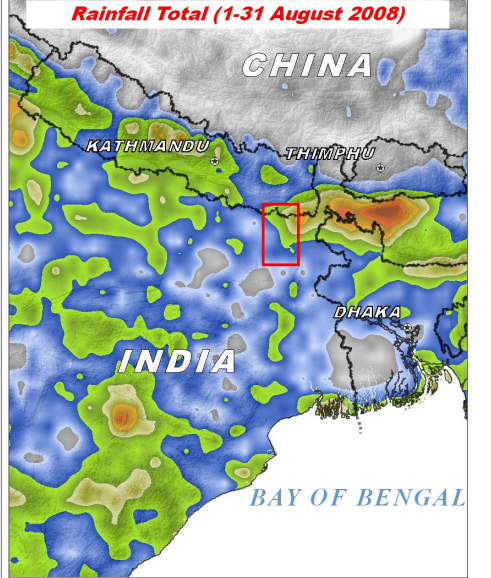 Rainfall Total (1-31 August 2008)
CHINA
KATHMANDU
THIMPHU
DHAKA
INDIA
BAY OF BENGAL